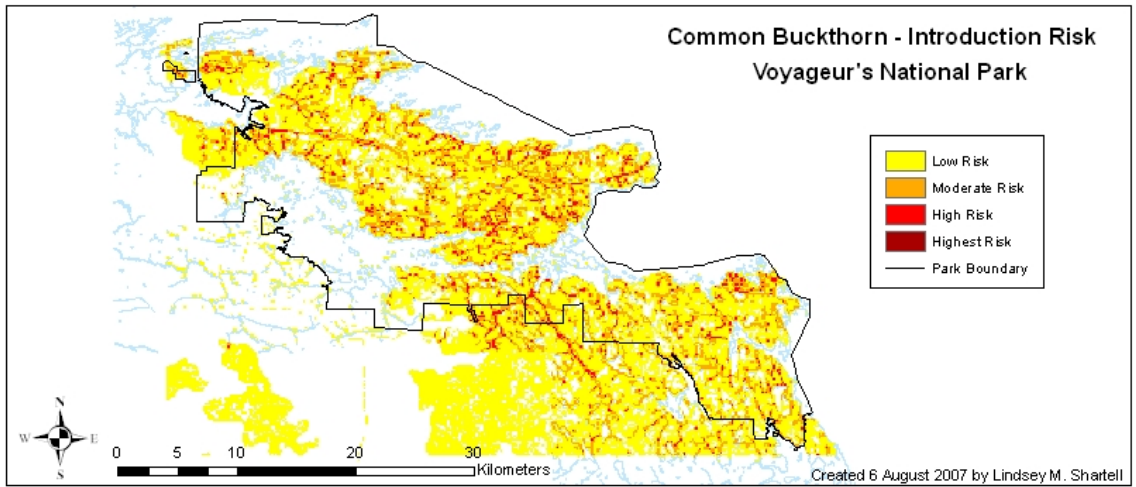 Common Buckthorn - Introduction Risk
Voyageur's National Park
Low Risk
Moderate Risk
High Risk
Highest Risk
Park Boundary
N
W E
S
0 5 10 20 30
Kilometers
Created 6 August 2007 by Lindsey M. Shartell